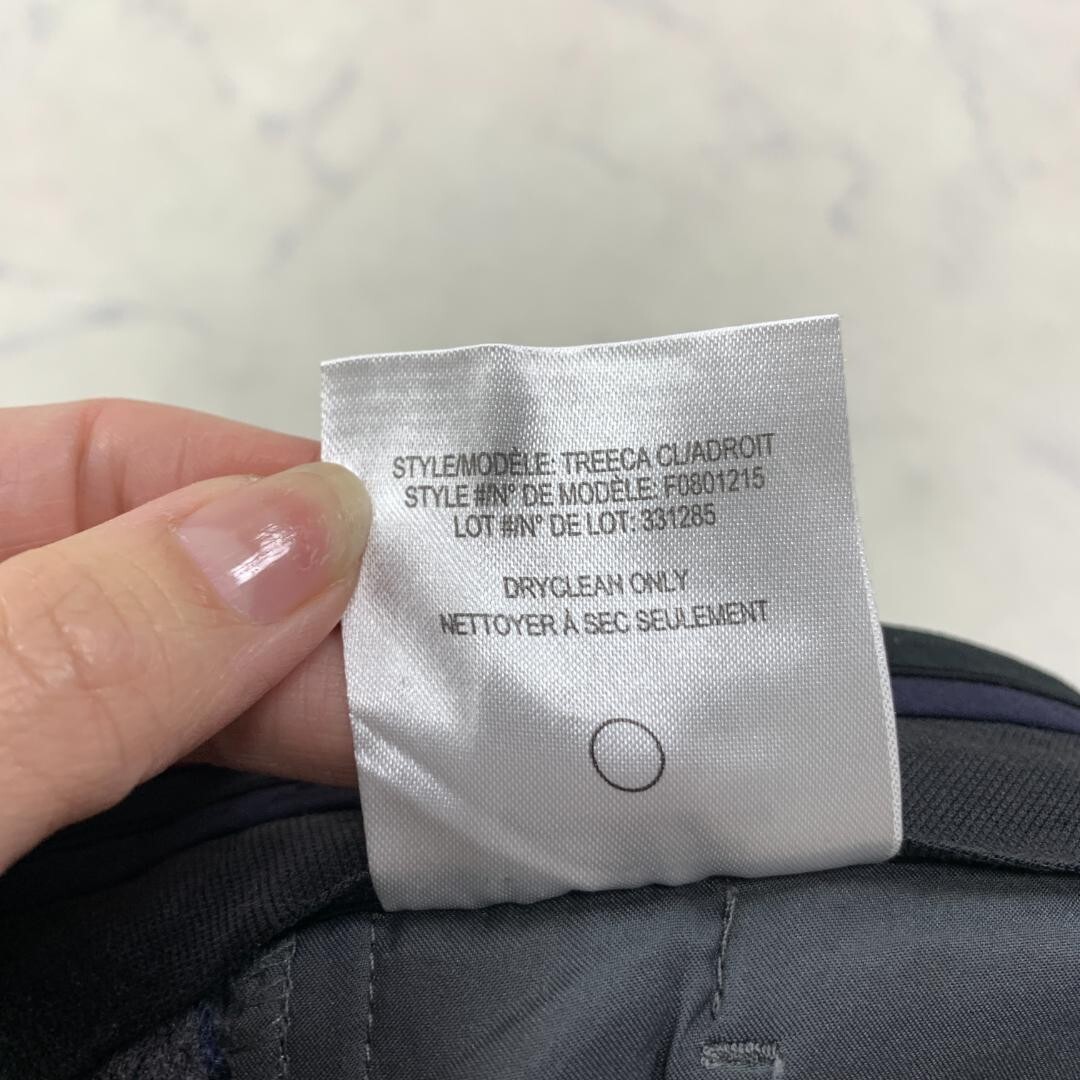 STYLE/MODÈLE: TREECA CL/ADROIT
STYLE #/N° DE MODÈLE: F0801215
LOT #/N° DE LOT: 331285
DRYCLEAN ONLY
NETTOYER À SEC SEULEMENT